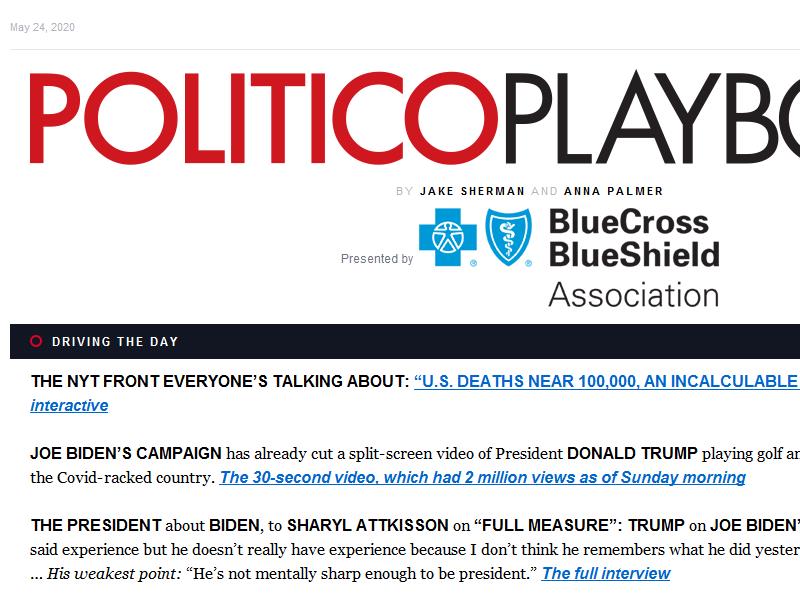 May 24, 2020
POLITICOPLAYBO
BY JAKE SHERMAN AND ANNA PALMER
Presented by
BlueCross
BlueShield
Association
DRIVING THE DAY
THE NYT FRONT EVERYONE’S TALKING ABOUT: “U.S. DEATHS NEAR 100,000, AN INCALCULABLE
interactive
JOE BIDEN’S CAMPAIGN has already cut a split-screen video of President DONALD TRUMP playing golf an
the Covid-racked country. The 30-second video, which had 2 million views as of Sunday morning
THE PRESIDENT about BIDEN, to SHARYL ATTKISSON on “FULL MEASURE”: TRUMP on JOE BIDEN’
said experience but he doesn’t really have experience because I don’t think he remembers what he did yester
... His weakest point: “He’s not mentally sharp enough to be president.” The full interview